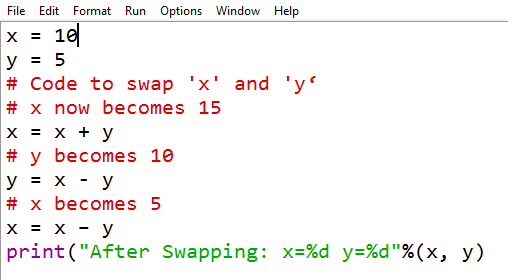 File Edit Format Run Options Window Help
x = 10
y = 5
# Code to swap 'x' and 'y‘
# x now becomes 15
x = x + y
# y becomes 10
y = x - y
# x becomes 5
x = x – y
print("After Swapping: x=%d y=%d"%(x, y)